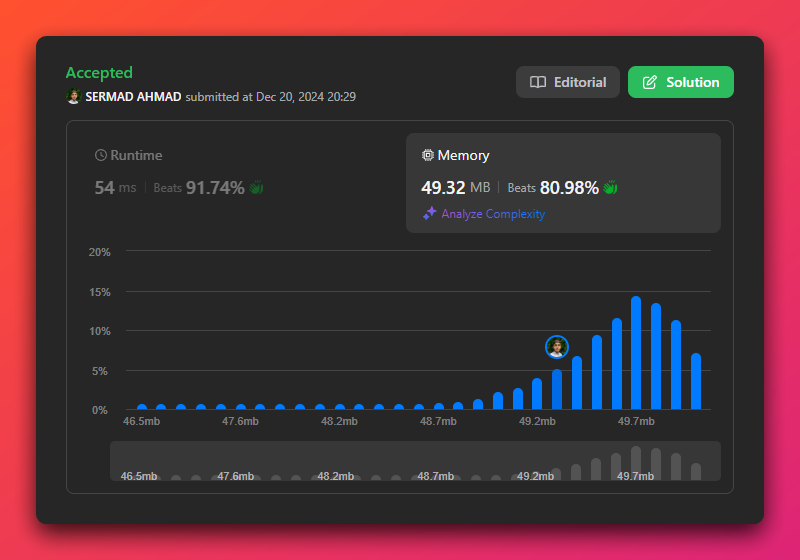 Accepted
SERMAD AHMAD submitted at Dec 20, 2024 20:29
Editorial
Solution
Runtime
54 ms Beats 91.74%
Memory
49.32 MB Beats 80.98%
Analyze Complexity
20%
15%
10%
5%
0%
46.5mb 47.6mb 48.2mb 48.7mb 49.2mb 49.7mb
46.5mb 47.6mb 48.2mb 48.7mb 49.2mb 49.7mb